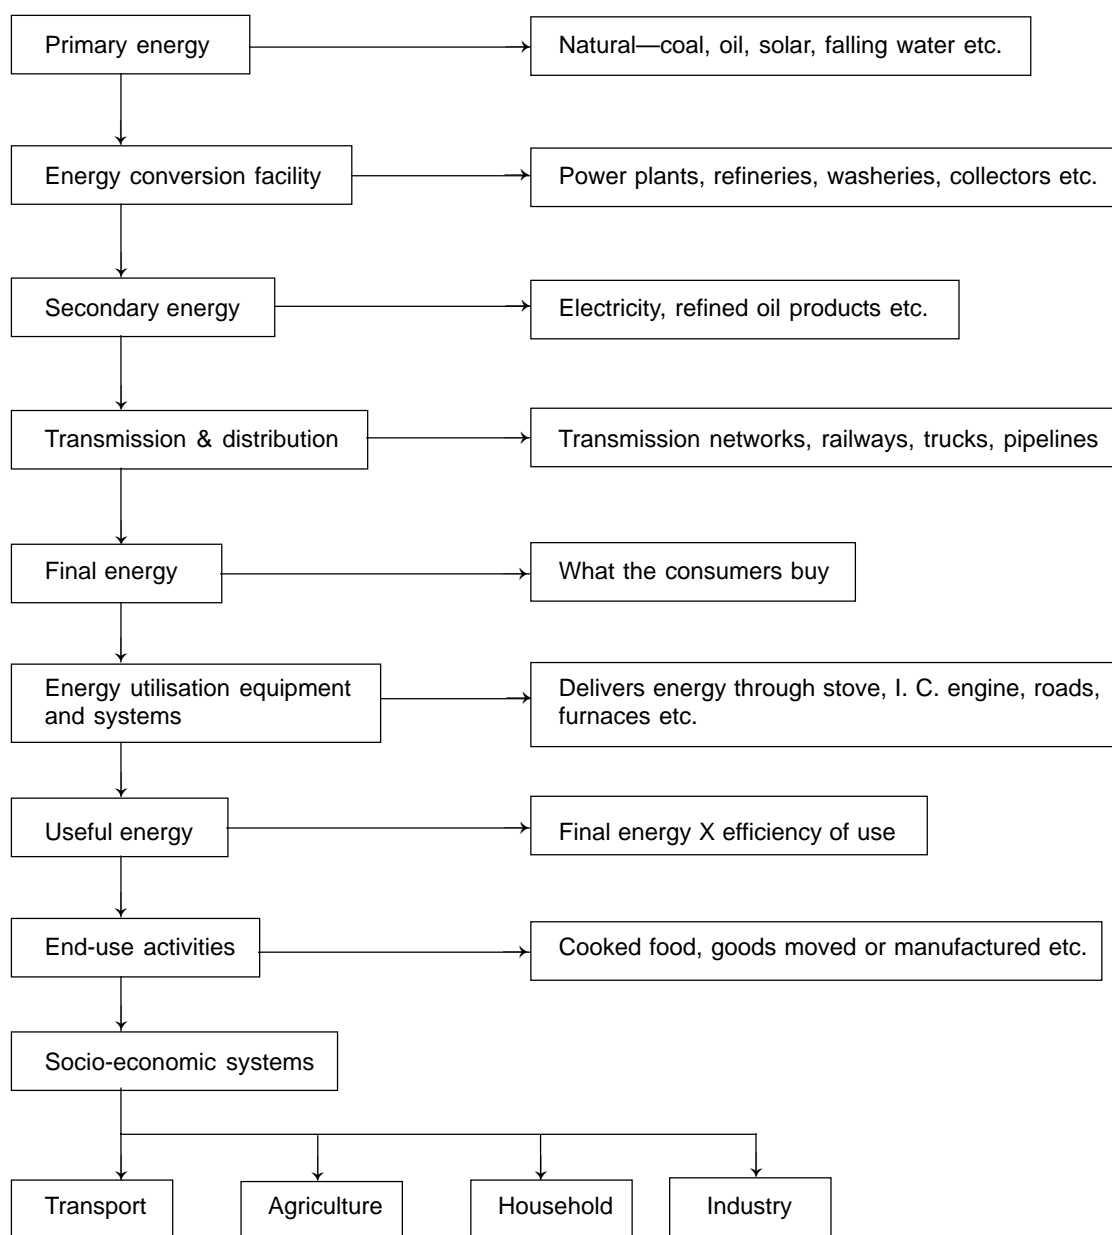 Primary energy
Natural—coal, oil, solar, falling water etc.
Energy conversion facility
Power plants, refineries, washeries, collectors etc.
Secondary energy
Electricity, refined oil products etc.
Transmission & distribution
Transmission networks, railways, trucks, pipelines
Final energy
What the consumers buy
Energy utilisation equipment
and systems
Delivers energy through stove, I. C. engine, roads,
furnaces etc.
Useful energy
Final energy X efficiency of use
End-use activities
Cooked food, goods moved or manufactured etc.
Socio-economic systems
Transport
Agriculture
Household
Industry